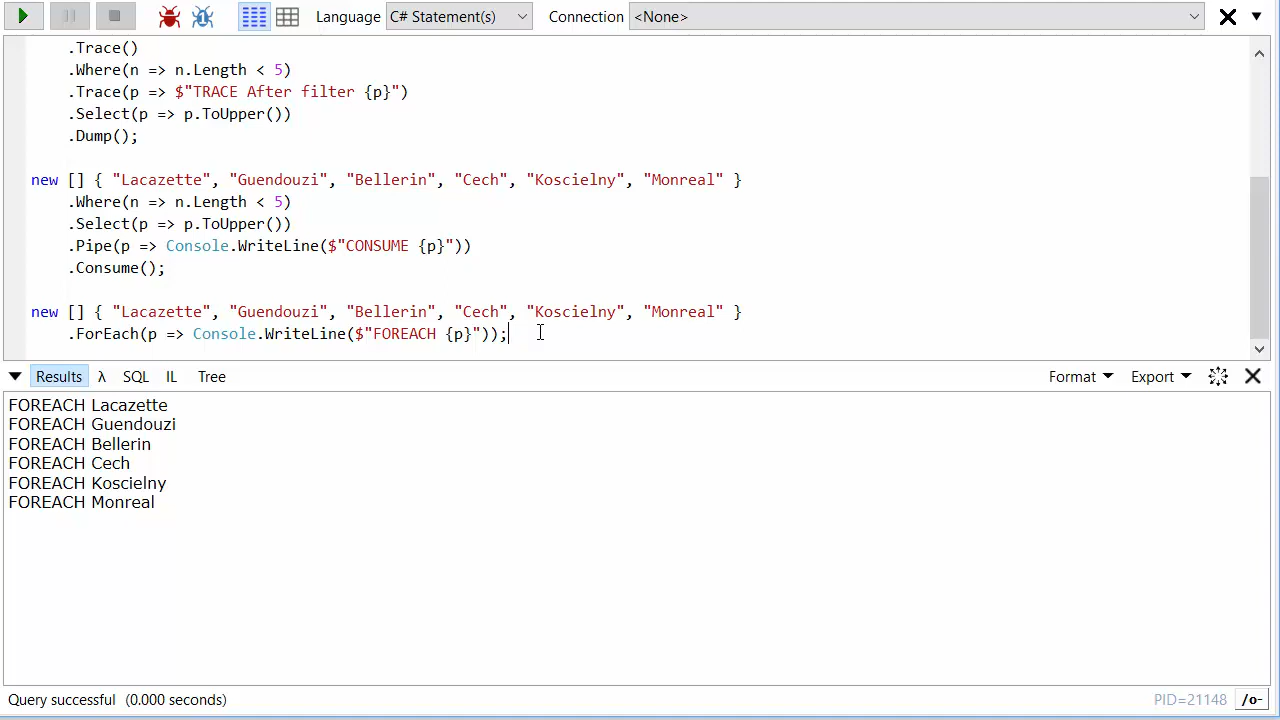 Language C# Statement(s) Connection <None>
.Trace()
.Where(n => n.Length < 5)
.Trace(p => $"TRACE After filter {p}")
.Select(p => p.ToUpper())
.Dump();
new [] { "Lacazette", "Guendouzi", "Bellerin", "Cech", "Koscielny", "Monreal" }
.Where(n => n.Length < 5)
.Select(p => p.ToUpper())
.Pipe(p => Console.WriteLine($"CONSUME {p}"))
.Consume();
new [] { "Lacazette", "Guendouzi", "Bellerin", "Cech", "Koscielny", "Monreal" }
.ForEach(p => Console.WriteLine($"FOREACH {p}"));
Results λ SQL IL Tree Format Export
FOREACH Lacazette
FOREACH Guendouzi
FOREACH Bellerin
FOREACH Cech
FOREACH Koscielny
FOREACH Monreal
Query successful (0.000 seconds) PID=21148 /o-